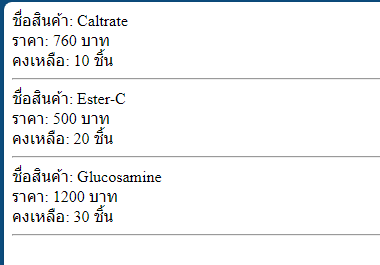 ชื่อสินค้า: Caltrate
ราคา: 760 บาท
คงเหลือ: 10 ชิ้น
ชื่อสินค้า: Ester-C
ราคา: 500 บาท
คงเหลือ: 20 ชิ้น
ชื่อสินค้า: Glucosamine
ราคา: 1200 บาท
คงเหลือ: 30 ชิ้น